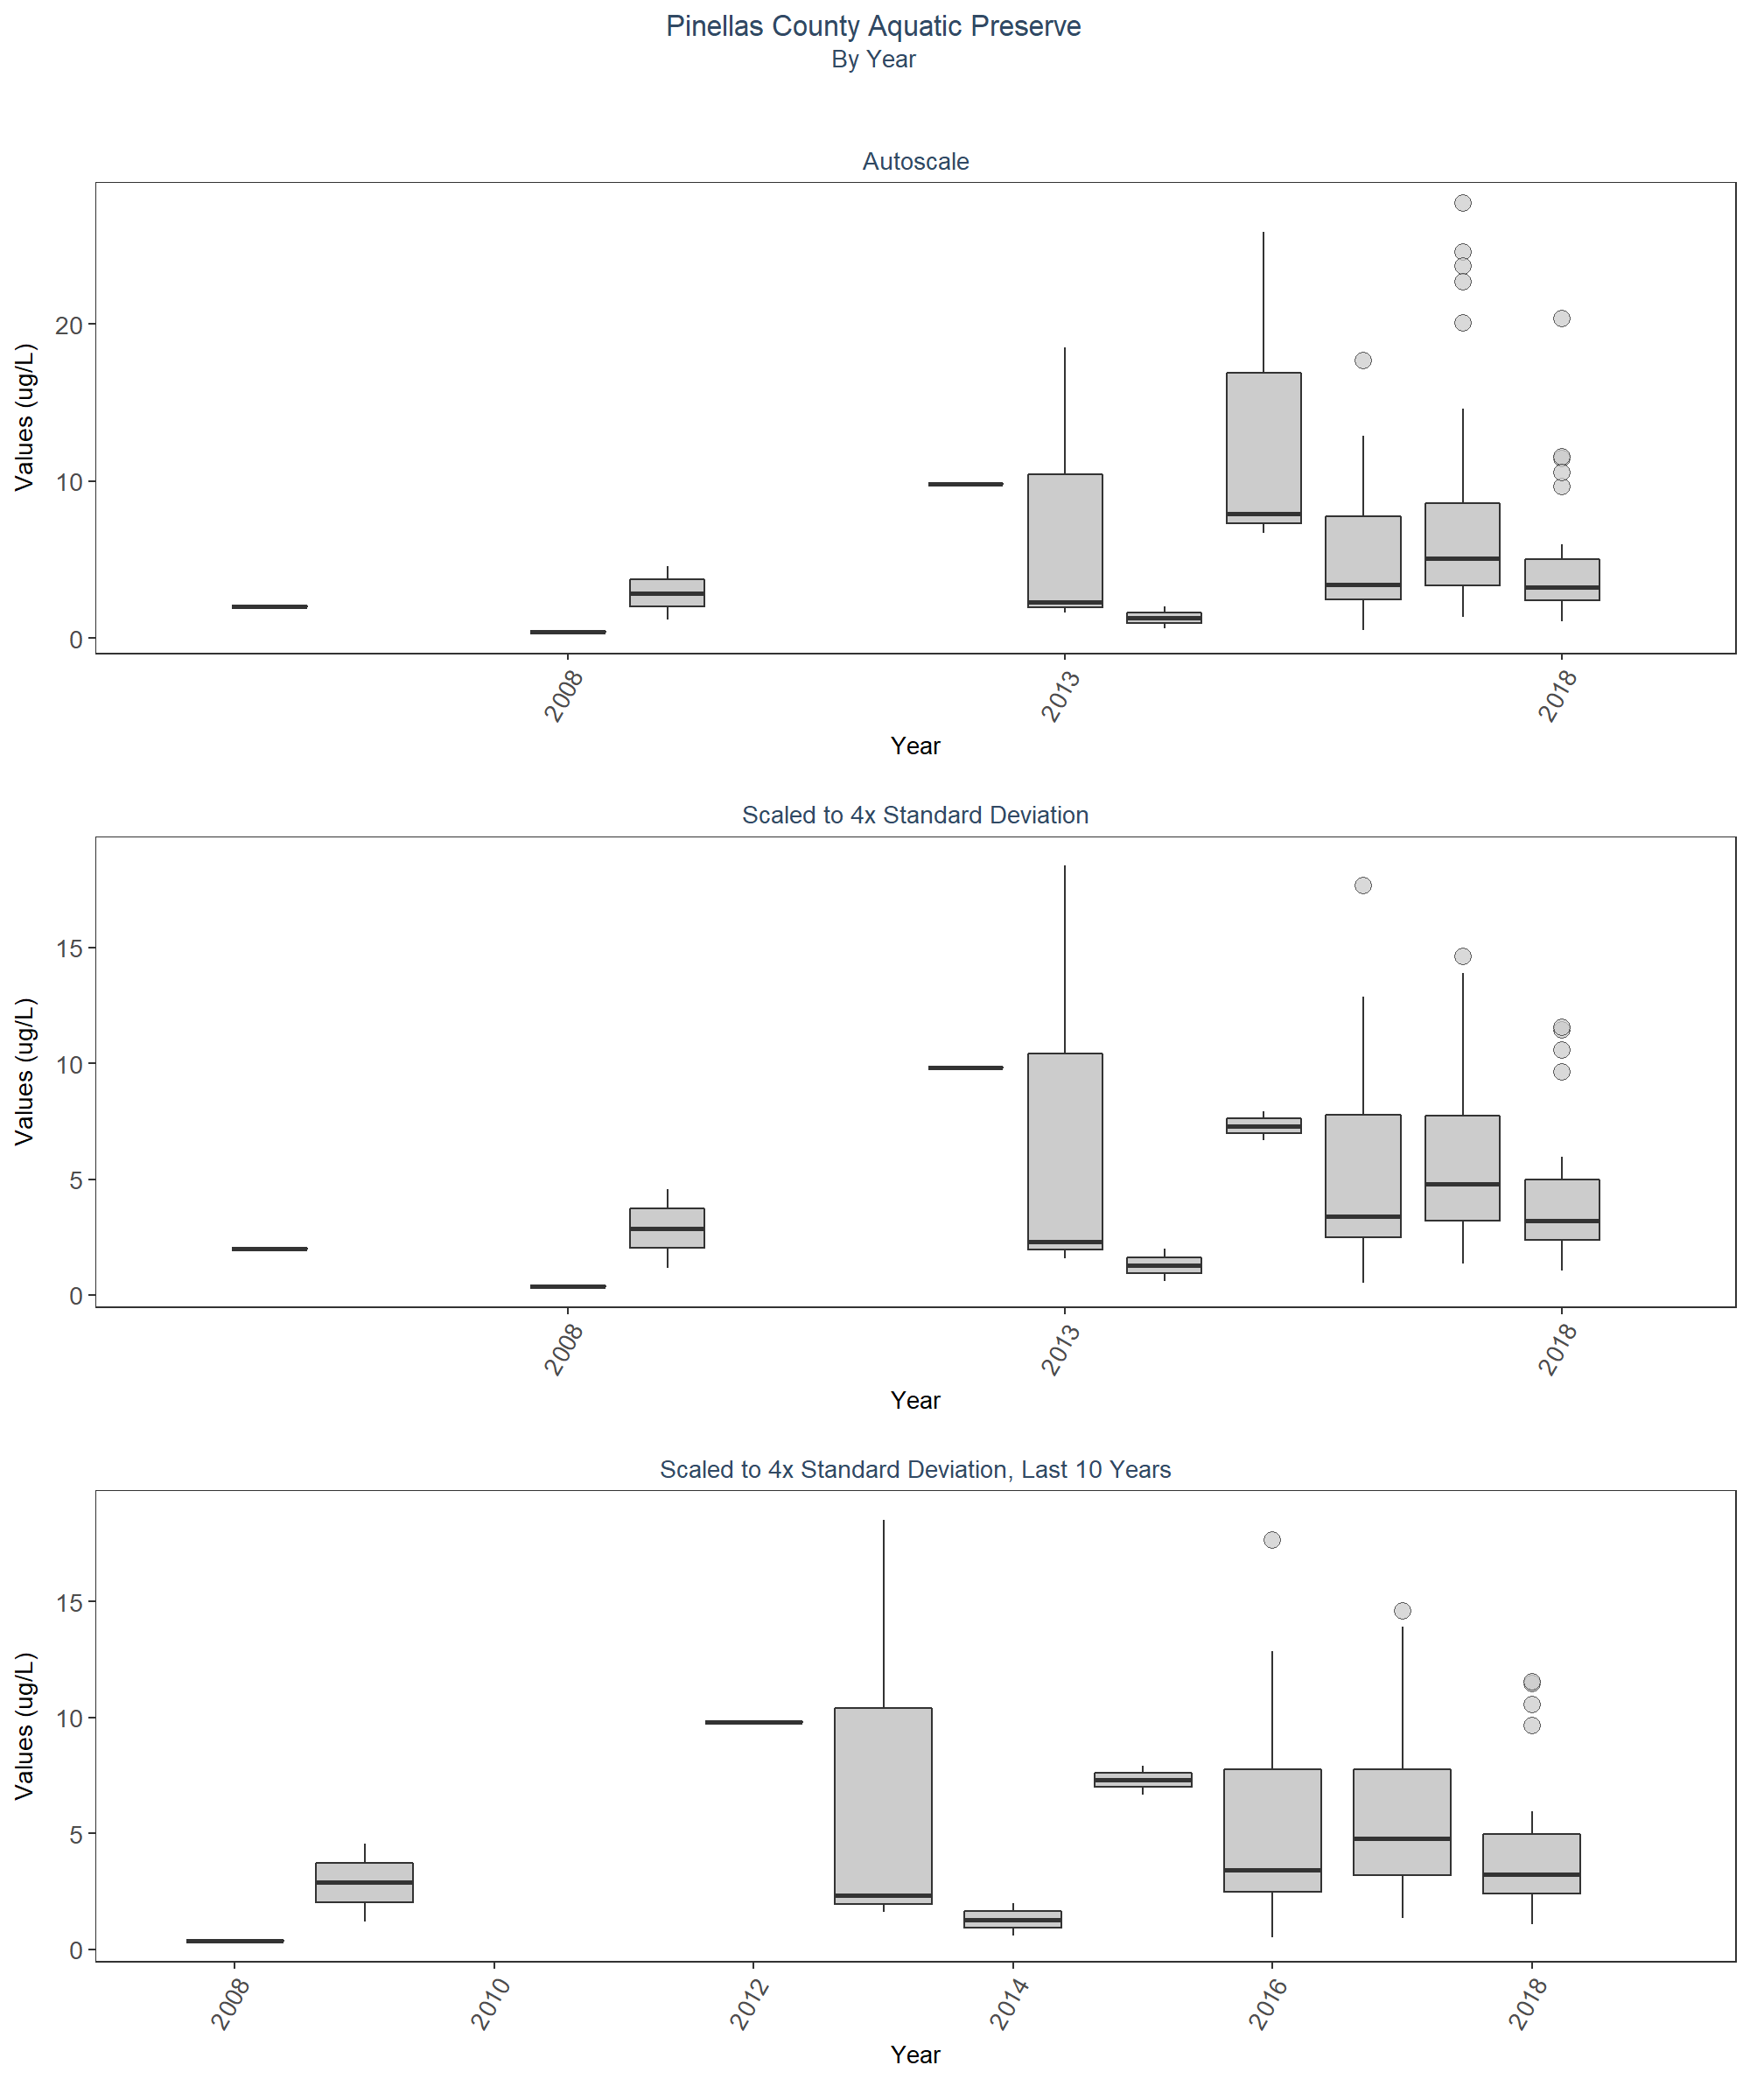 Pinellas County Aquatic Preserve
By Year
Autoscale
Values (ug/L)
20
10
0
2008
2013
2018
Year
Scaled to 4x Standard Deviation
Values (ug/L)
15
10
5
0
2008
2013
2018
Year
Scaled to 4x Standard Deviation, Last 10 Years
Values (ug/L)
15
10
5
0
2008
2010
2012
2014
2016
2018
Year